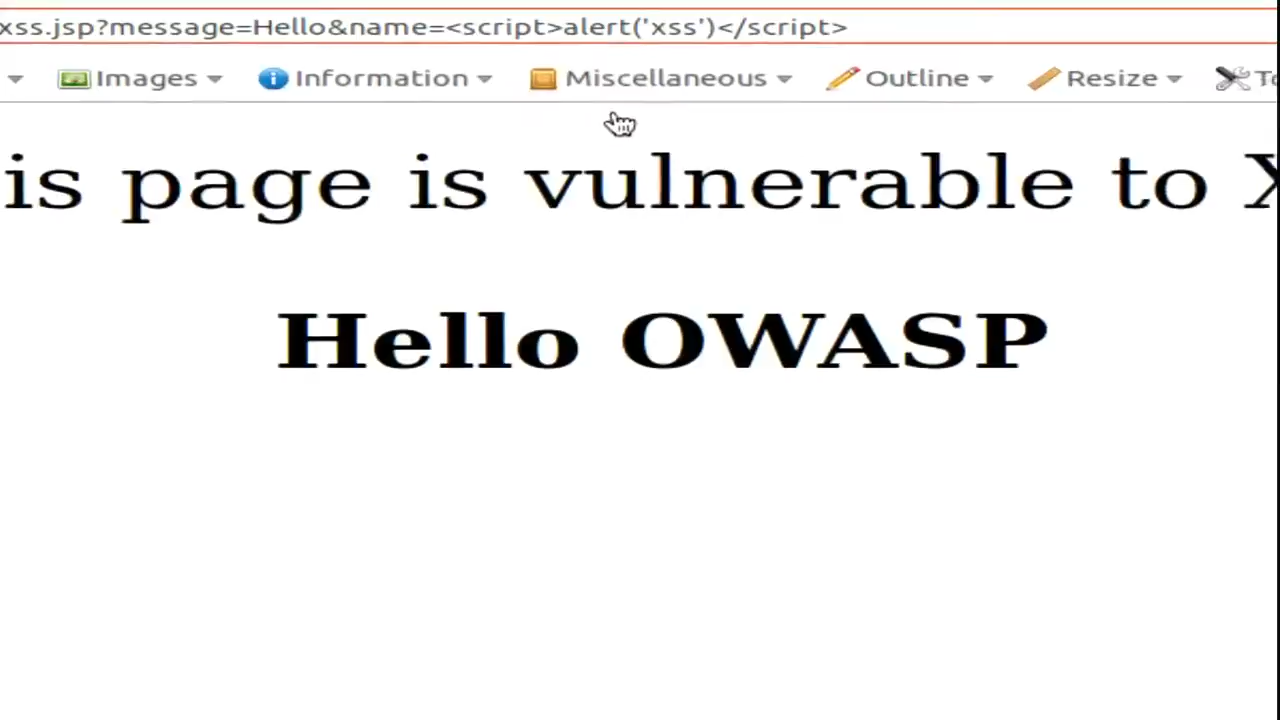 xss.jsp?message=Hello&name=<script>alert('xss')</script>
Images Information Miscellaneous Outline Resize
is page is vulnerable to
Hello OWASP